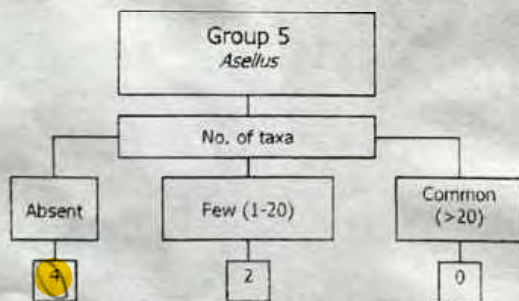 Group 5
Asellus
No. of taxa
Absent
Few (1-20)
Common
(>20)
4
2
0